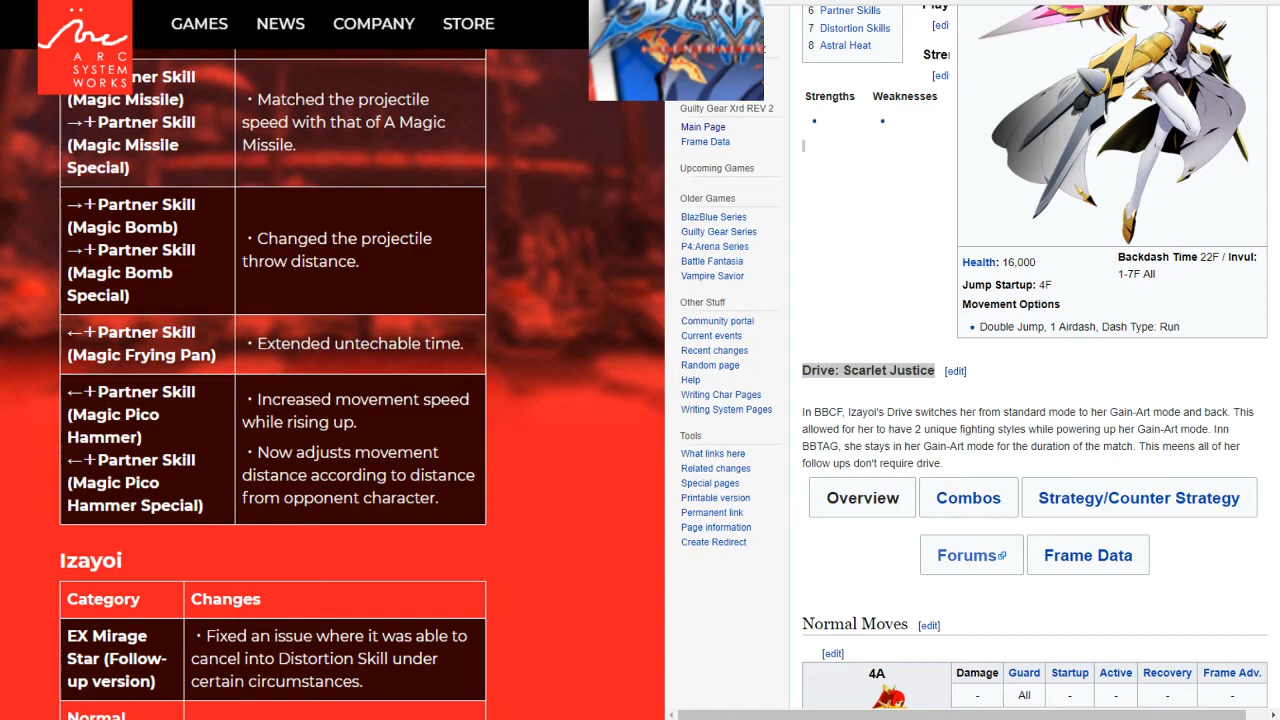 GAMES NEWS COMPANY STORE
ARC
SYSTEM
WORKS
Partner Skill
(Magic Missile)
→+Partner Skill
(Magic Missile
Special)
・Matched the projectile
speed with that of A Magic
Missile.
→+Partner Skill
(Magic Bomb)
→+Partner Skill
(Magic Bomb
Special)
・Changed the projectile
throw distance.
←+Partner Skill
(Magic Frying Pan)
・Extended untechable time.
←+Partner Skill
(Magic Pico
Hammer)
←+Partner Skill
(Magic Pico
Hammer Special)
・Increased movement speed
while rising up.
・Now adjusts movement
distance according to distance
from opponent character.
Izayoi
Category Changes
EX Mirage
Star (Follow-
up version)
・Fixed an issue where it was able to
cancel into Distortion Skill under
certain circumstances.
Normal
Guilty Gear Xrd REV 2
Main Page
Frame Data
Upcoming Games
Older Games
BlazBlue Series
Guilty Gear Series
P4:Arena Series
Battle Fantasia
Vampire Savior
Other Stuff
Community portal
Current events
Recent changes
Random page
Help
Writing Char Pages
Writing System Pages
Tools
What links here
Related changes
Special pages
Printable version
Permanent link
Page information
Create Redirect
6 Partner Skills
7 Distortion Skills
8 Astral Heat
[edi
Stren
[edi
Strengths Weaknesses
Health: 16,000
Jump Startup: 4F
Movement Options
• Double Jump, 1 Airdash, Dash Type: Run
Backdash Time 22F / Invul:
1-7F All
Drive: Scarlet Justice [edit]
In BBCF, Izayoi's Drive switches her from standard mode to her Gain-Art mode and back. This
allowed for her to have 2 unique fighting styles while powering up her Gain-Art mode. Inn
BBTAG, she stays in her Gain-Art mode for the duration of the match. This meens all of her
follow ups don't require drive.
Overview Combos Strategy/Counter Strategy
Forums Frame Data
Normal Moves [edit]
[edit]
4A Damage Guard Startup Active Recovery Frame Adv.
- All - - - -